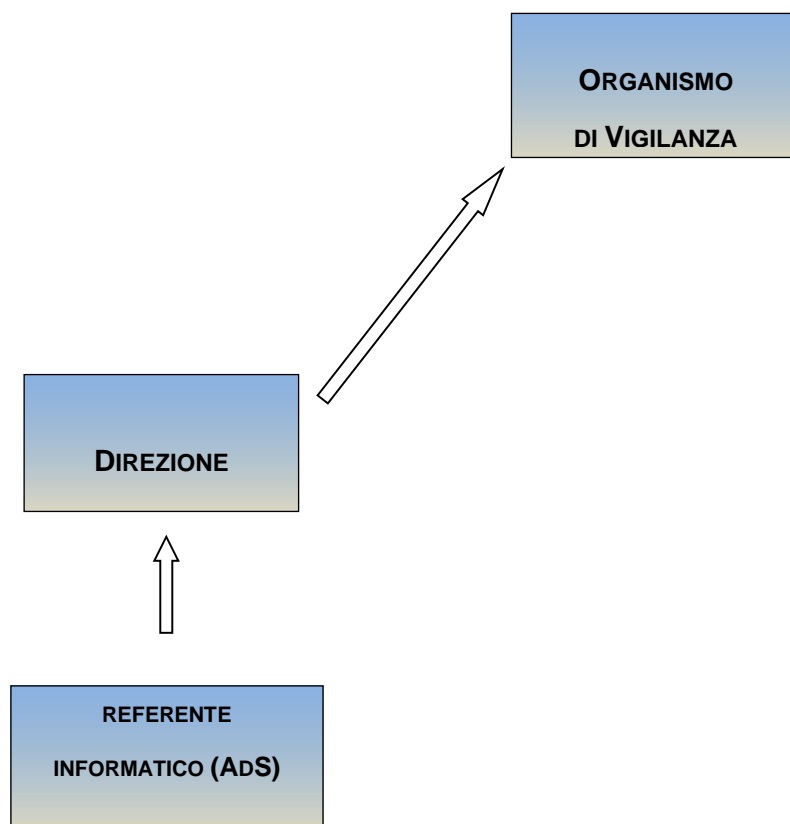 ORGANISMO
DI VIGILANZA
DIREZIONE
REFERENTE
INFORMATICO (ADS)